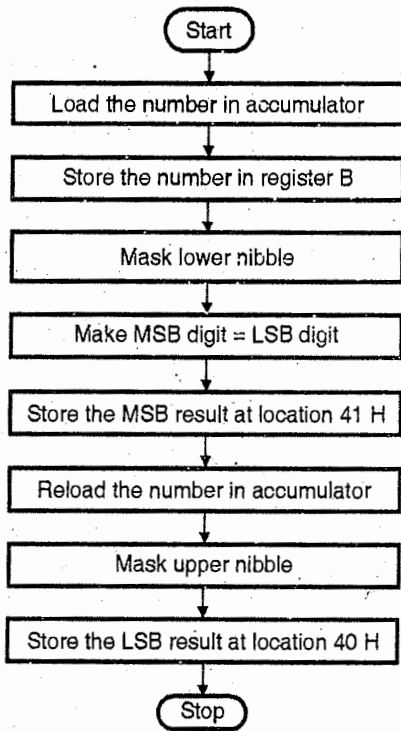 Start
Load the number in accumulator
Store the number in register B
Mask lower nibble
Make MSB digit = LSB digit
Store the MSB result at location 41 H
Reload the number in accumulator
Mask upper nibble
Store the LSB result at location 40 H
Stop